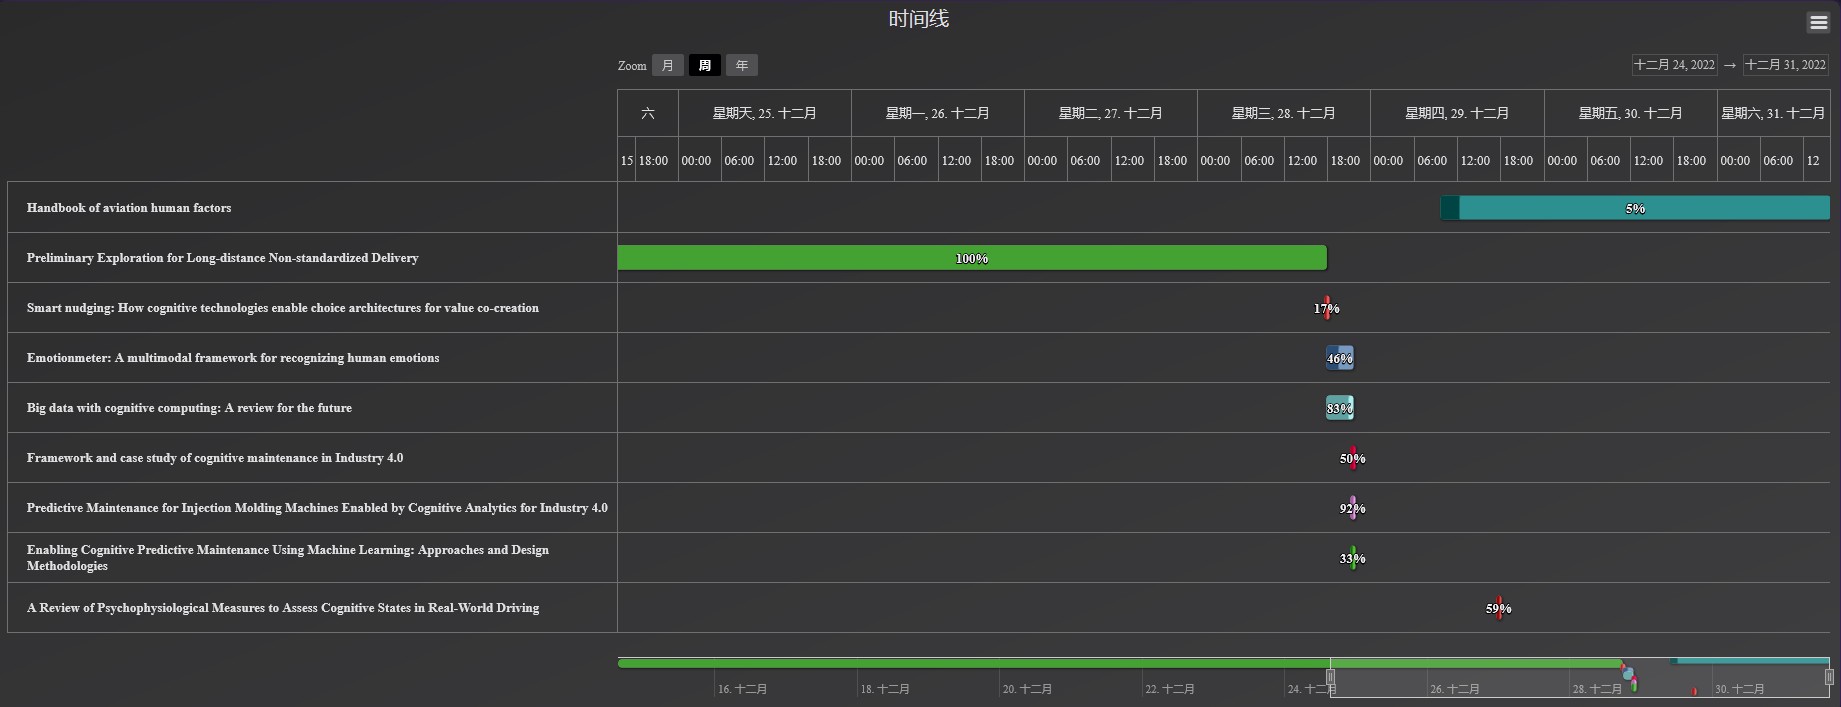 时间线
Zoom 月 周 年 十二月 24, 2022 → 十二月 31, 2022
六 星期天, 25. 十二月 星期一, 26. 十二月 星期二, 27. 十二月 星期三, 28. 十二月 星期四, 29. 十二月 星期五, 30. 十二月 星期六, 31. 十二月
15 18:00 00:00 06:00 12:00 18:00 00:00 06:00 12:00 18:00 00:00 06:00 12:00 18:00 00:00 06:00 12:00 18:00 00:00 06:00 12:00 18:00 00:00 06:00 12:00 18:00 00:00 06:00 12
Handbook of aviation human factors 5%
Preliminary Exploration for Long-distance Non-standardized Delivery 100%
Smart nudging: How cognitive technologies enable choice architectures for value co-creation 17%
Emotionmeter: A multimodal framework for recognizing human emotions 46%
Big data with cognitive computing: A review for the future 83%
Framework and case study of cognitive maintenance in Industry 4.0 50%
Predictive Maintenance for Injection Molding Machines Enabled by Cognitive Analytics for Industry 4.0 92%
Enabling Cognitive Predictive Maintenance Using Machine Learning: Approaches and Design
Methodologies 33%
A Review of Psychophysiological Measures to Assess Cognitive States in Real-World Driving 59%
16. 十二月 18. 十二月 20. 十二月 22. 十二月 24. 十二月 26. 十二月 28. 十二月 30. 十二月